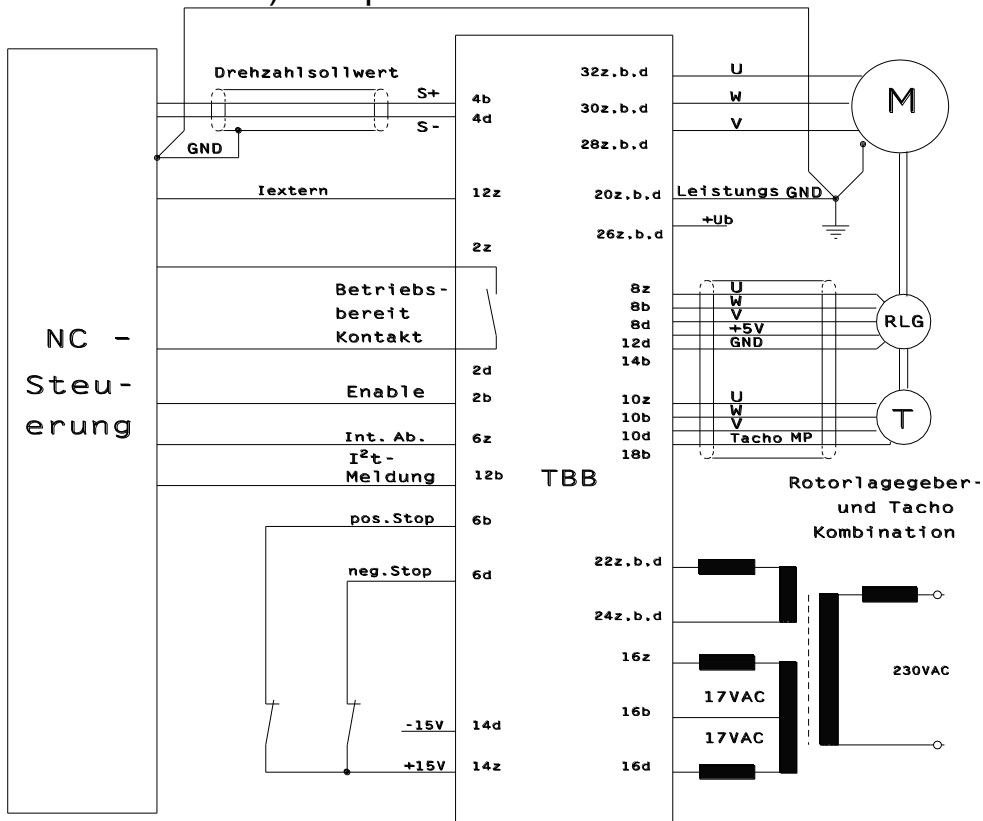 NC -
Steu-
erung
Drehzahlsollwert
S+
S-
GND
Iextern
Betriebs-
bereit
Kontakt
Enable
Int. Ab.
I²t-
Meldung
pos.Stop
neg.Stop
-15V
+15V
4b
4d
12z
2z
2d
2b
6z
12b
6b
6d
14d
14z
TBB
32z.b.d
30z.b.d
28z.b.d
20z.b.d
26z.b.d
8z
8b
8d
12d
14b
10z
10b
10d
18b
22z.b.d
24z.b.d
16z
16b
16d
U
W
V
Leistungs GND
+Ub
U
W
V
+5V
GND
U
W
V
Tacho MP
17VAC
17VAC
M
RLG
T
Rotorlagegeber-
und Tacho
Kombination
230VAC